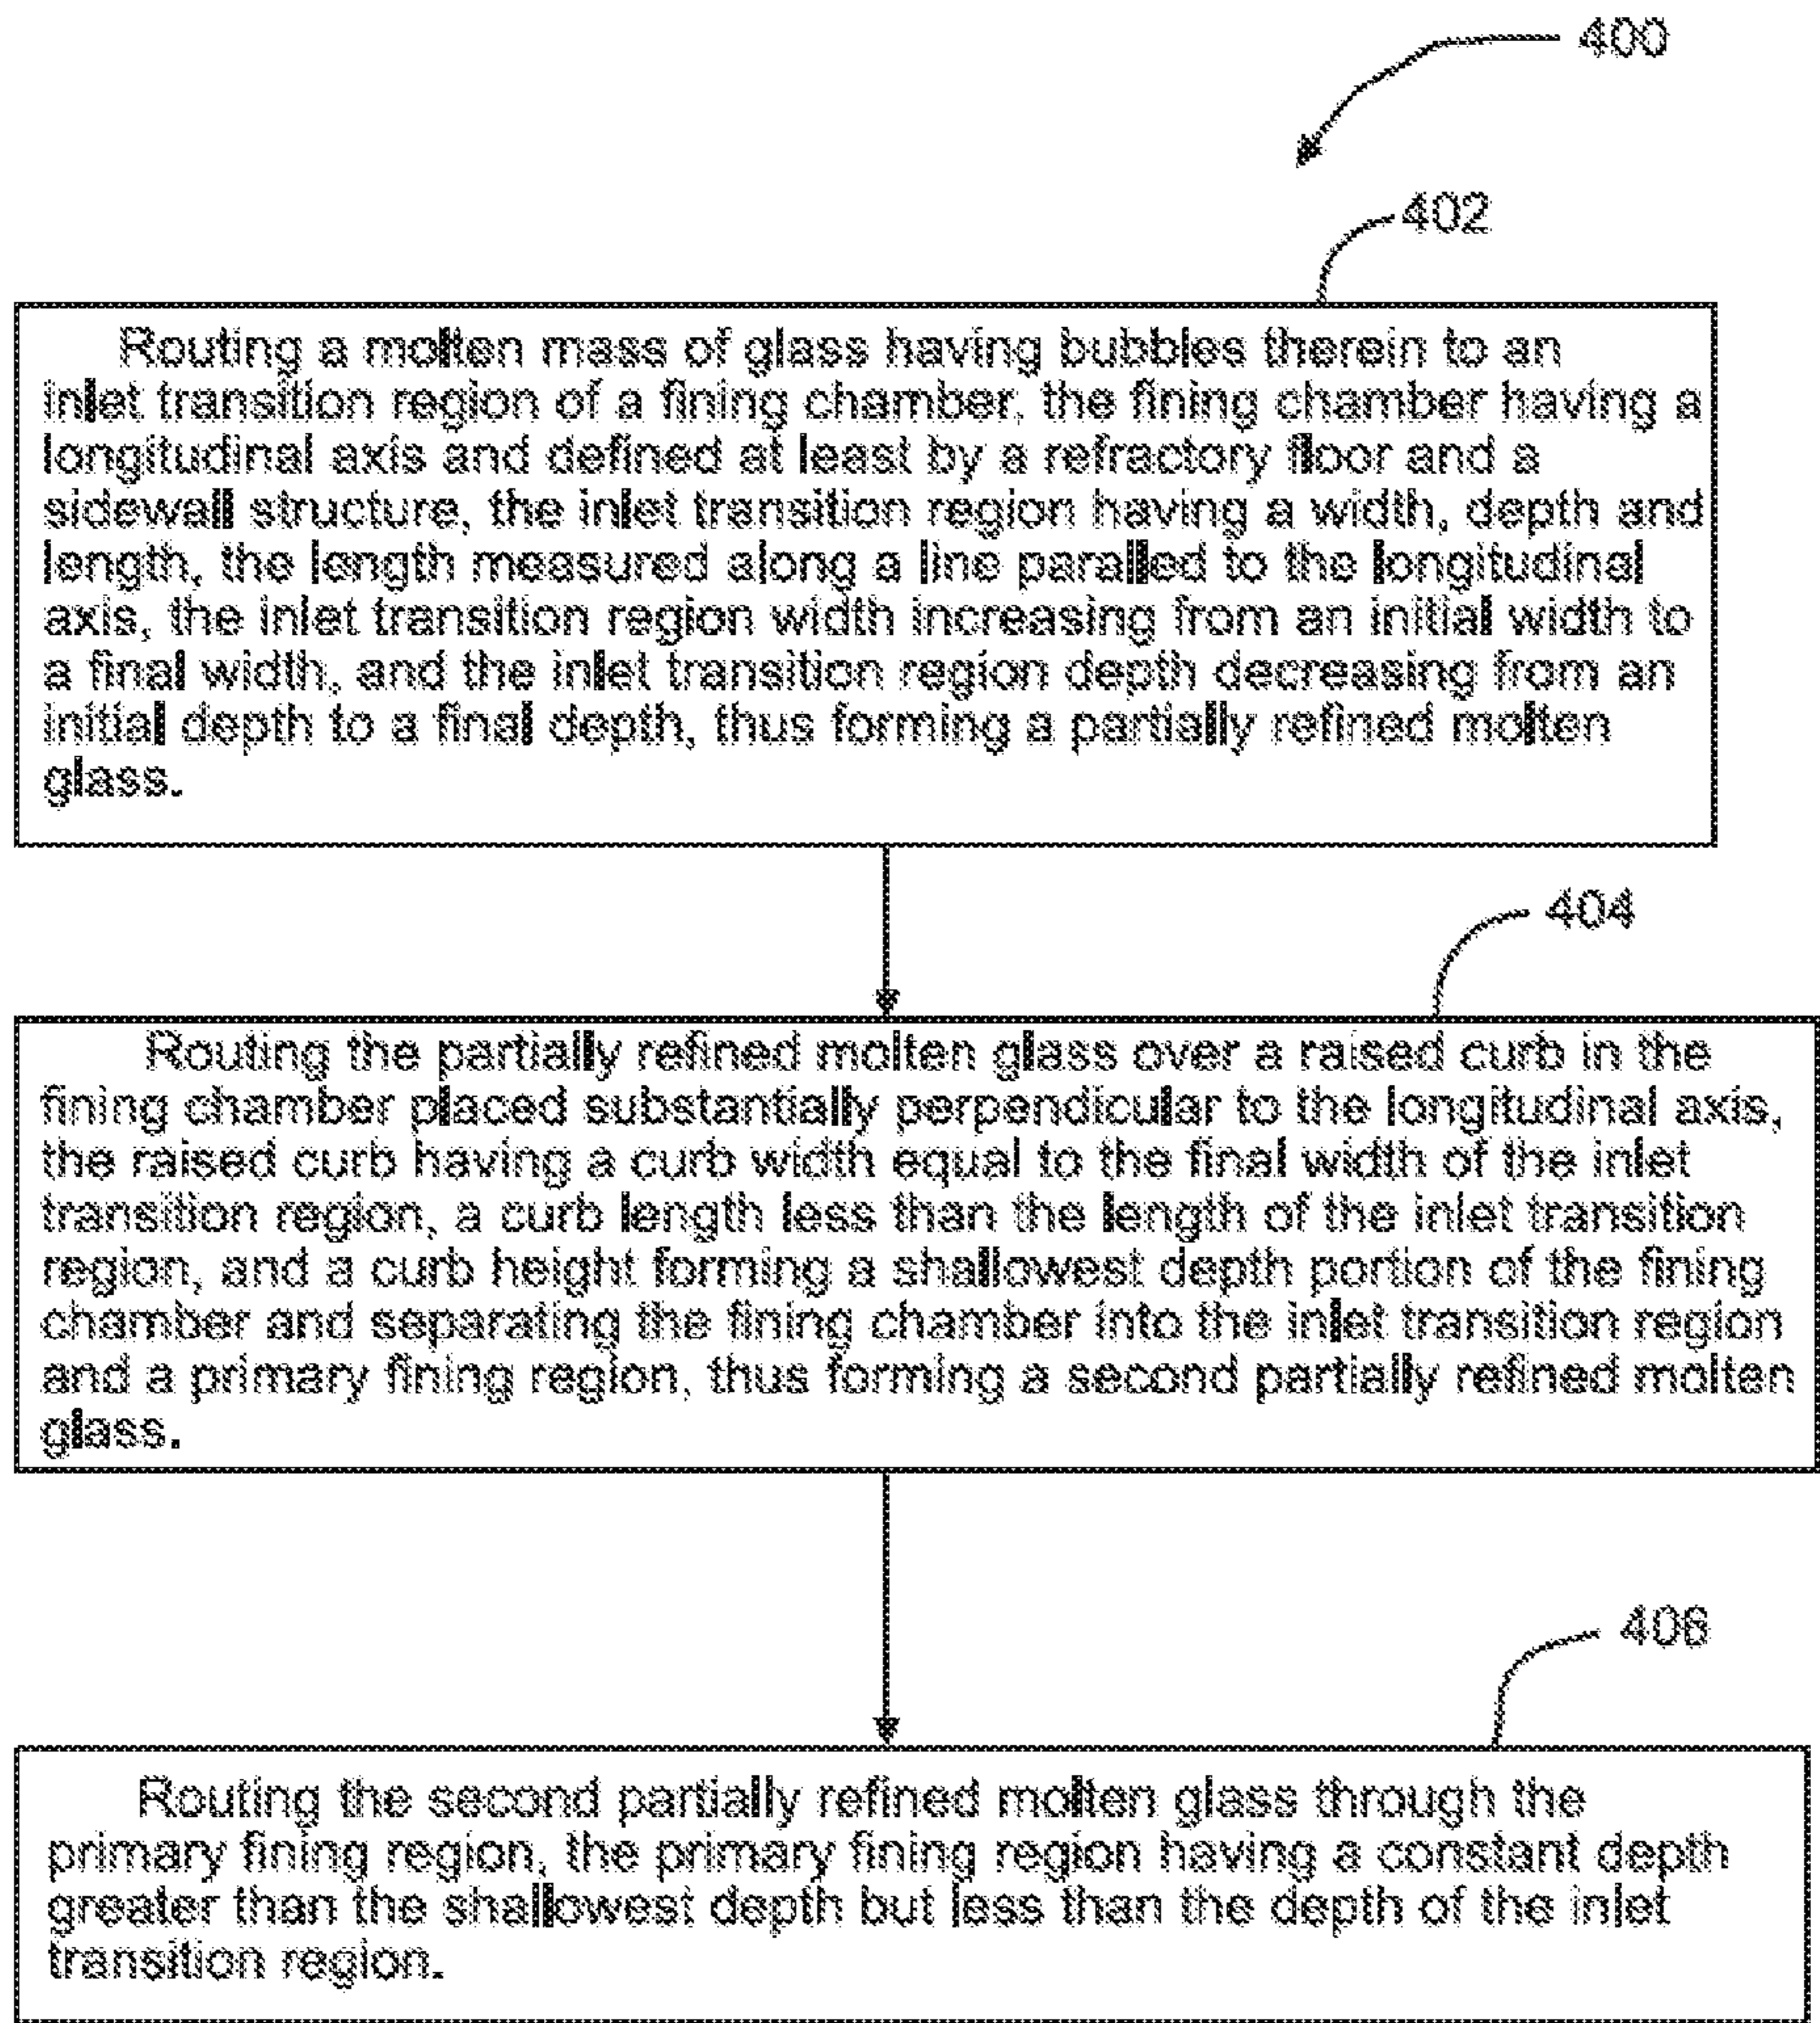 400
402
Routing a molten mass of glass having bubbles therein to an
inlet transition region of a fining chamber, the fining chamber having a
longitudinal axis and defined at least by a refractory floor and a
sidewall structure, the inlet transition region having a width, depth and
length, the length measured along a line paralled to the longitudinal
axis, the inlet transition region width increasing from an initial width to
a final width, and the inlet transition region depth decreasing from an
initial depth to a final depth, thus forming a partially refined molten
glass.
404
Routing the partially refined molten glass over a raised curb in the
fining chamber placed substantially perpendicular to the longitudinal axis,
the raised curb having a curb width equal to the final width of the inlet
transition region, a curb length less than the length of the inlet transition
region, and a curb height forming a shallowest depth portion of the fining
chamber and separating the fining chamber into the inlet transition region
and a primary fining region, thus forming a second partially refined molten
glass.
406
Routing the second partially refined molten glass through the
primary fining region, the primary fining region having a constant depth
greater than the shallowest depth but less than the depth of the inlet
transition region.